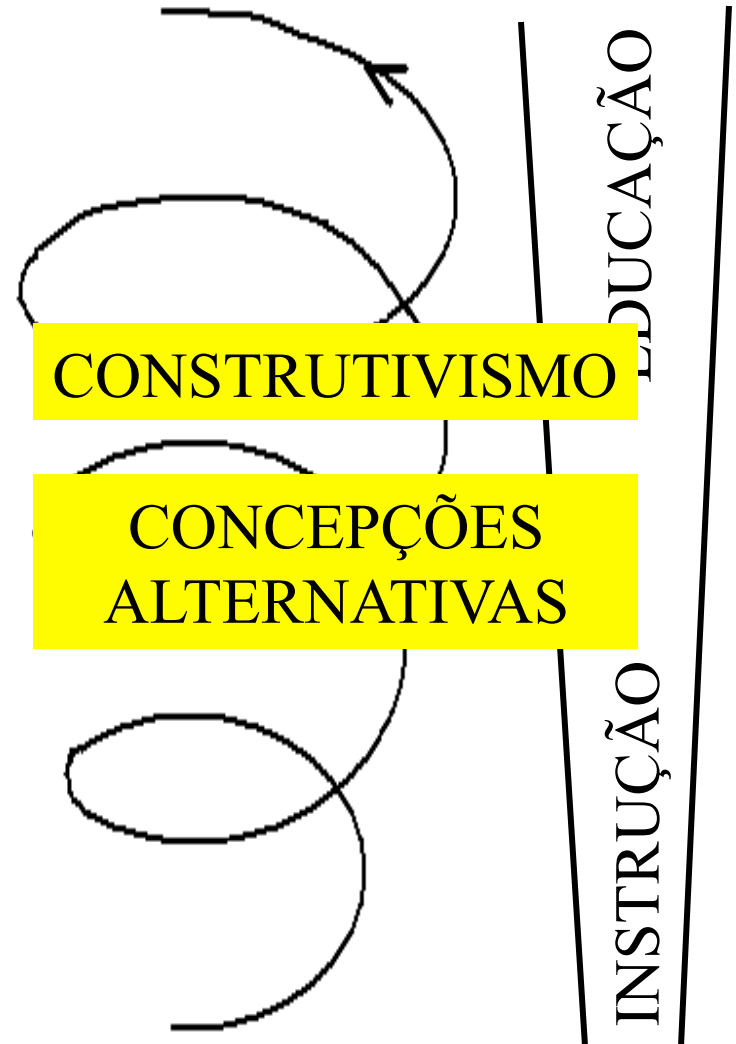 EDUCAÇÃO
CONSTRUTIVISMO
CONCEPÇÕES
ALTERNATIVAS
INSTRUÇÃO